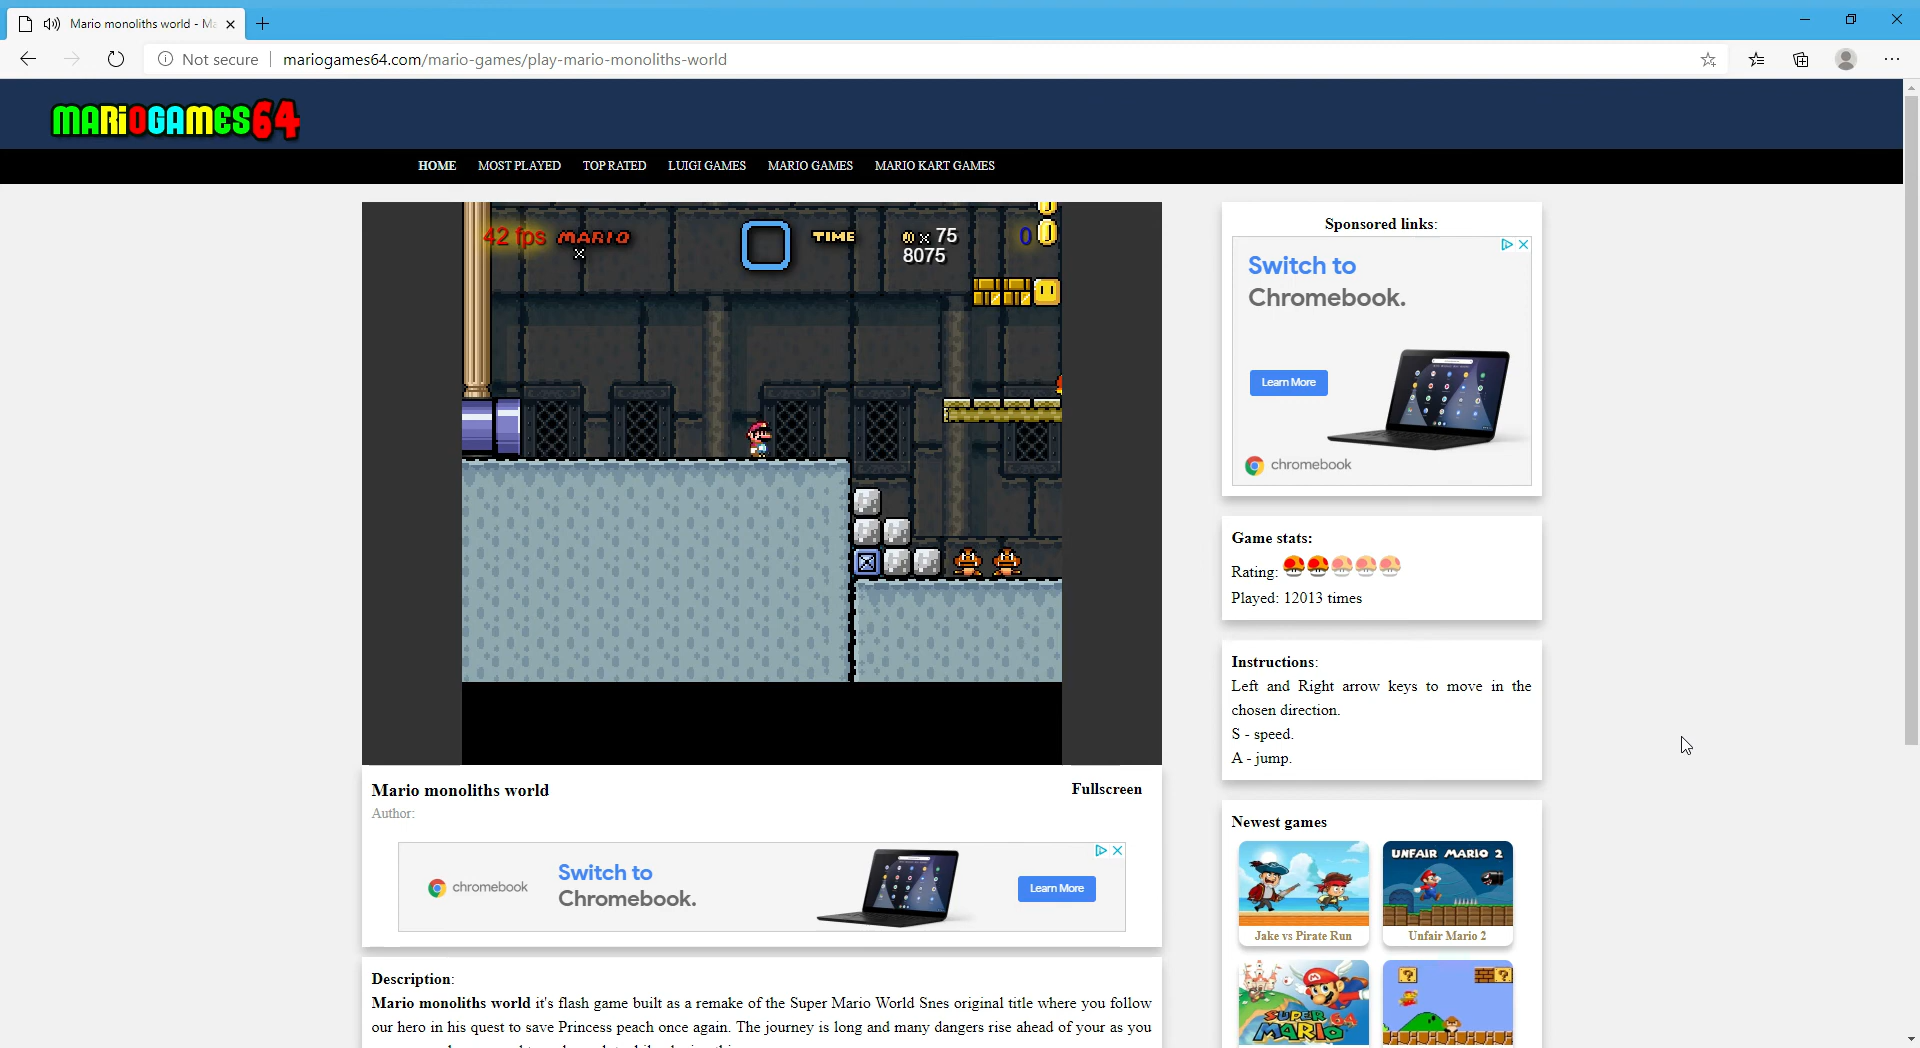 Mario monoliths world - Ma
Not secure
mariogames64.com/mario-games/play-mario-monoliths-world
MARIOGAMES64
HOME MOST PLAYED TOP RATED LUIGI GAMES MARIO GAMES MARIO KART GAMES
42 fps MARIO TIME x 75 0
x 8075
Mario monoliths world Fullscreen
Author:
chromebook
Switch to
Chromebook.
Learn More
Description:
Mario monoliths world it's flash game built as a remake of the Super Mario World Snes original title where you follow
our hero in his quest to save Princess peach once again. The journey is long and many dangers rise ahead of your as you
Sponsored links:
Switch to
Chromebook.
Learn More
chromebook
Game stats:
Rating:
Played: 12013 times
Instructions:
Left and Right arrow keys to move in the
chosen direction.
S - speed.
A - jump.
Newest games
UNFAIR MARIO 2
Jake vs Pirate Run Unfair Mario 2
SUPER
MARIO 64